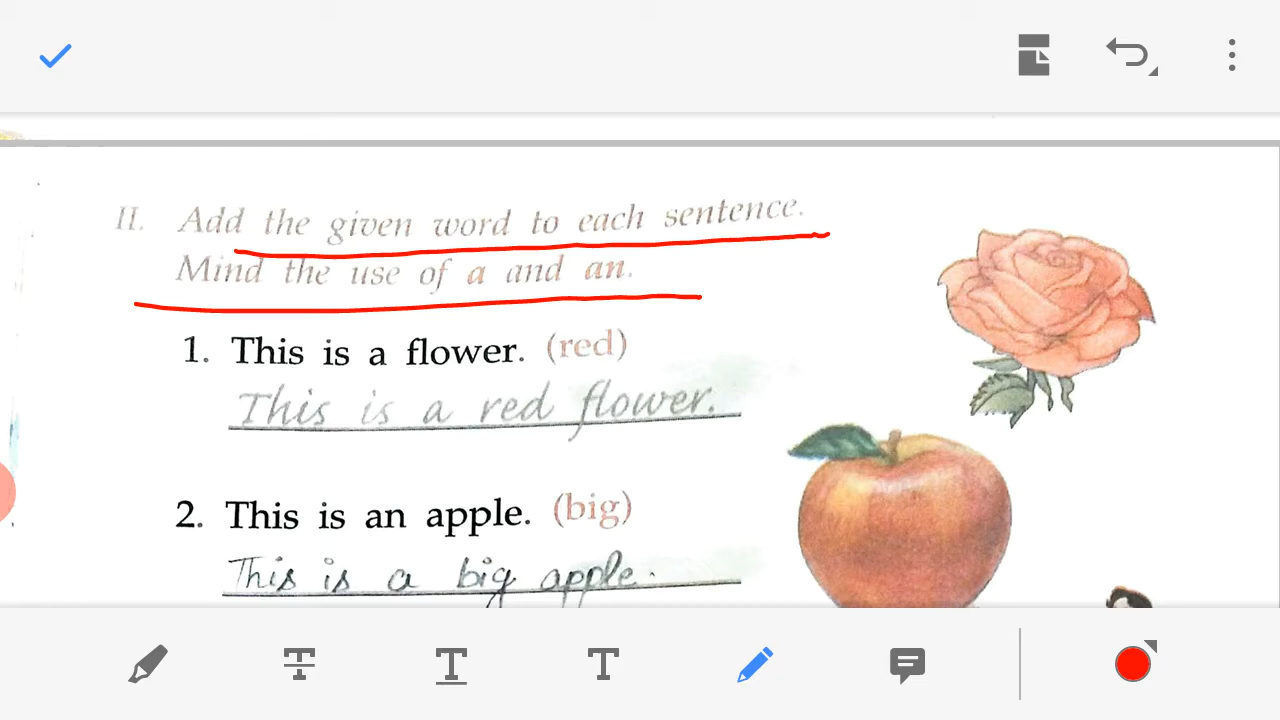 II. Add the given word to each sentence.
Mind the use of a and an.
1. This is a flower. (red)
This is a red flower.
2. This is an apple. (big)
This is a big apple.
T
T
T